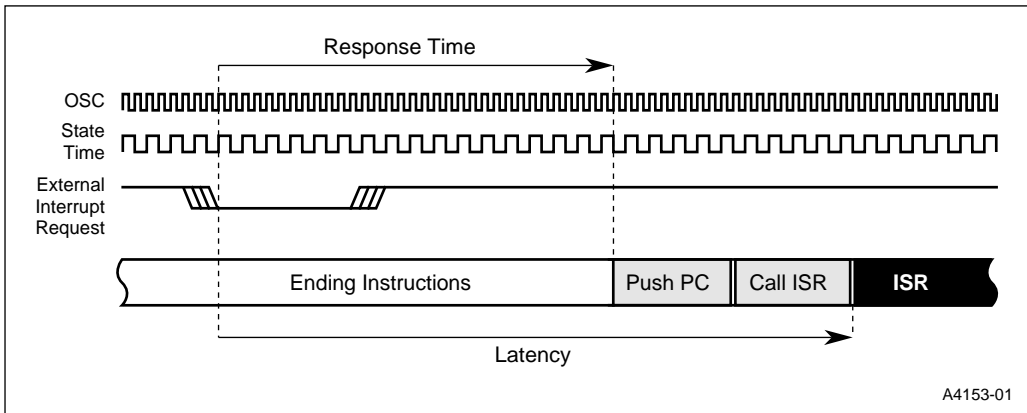 Response Time
OSC
State
Time
External
Interrupt
Request
Ending Instructions
Push PC
Call ISR
ISR
Latency
A4153-01